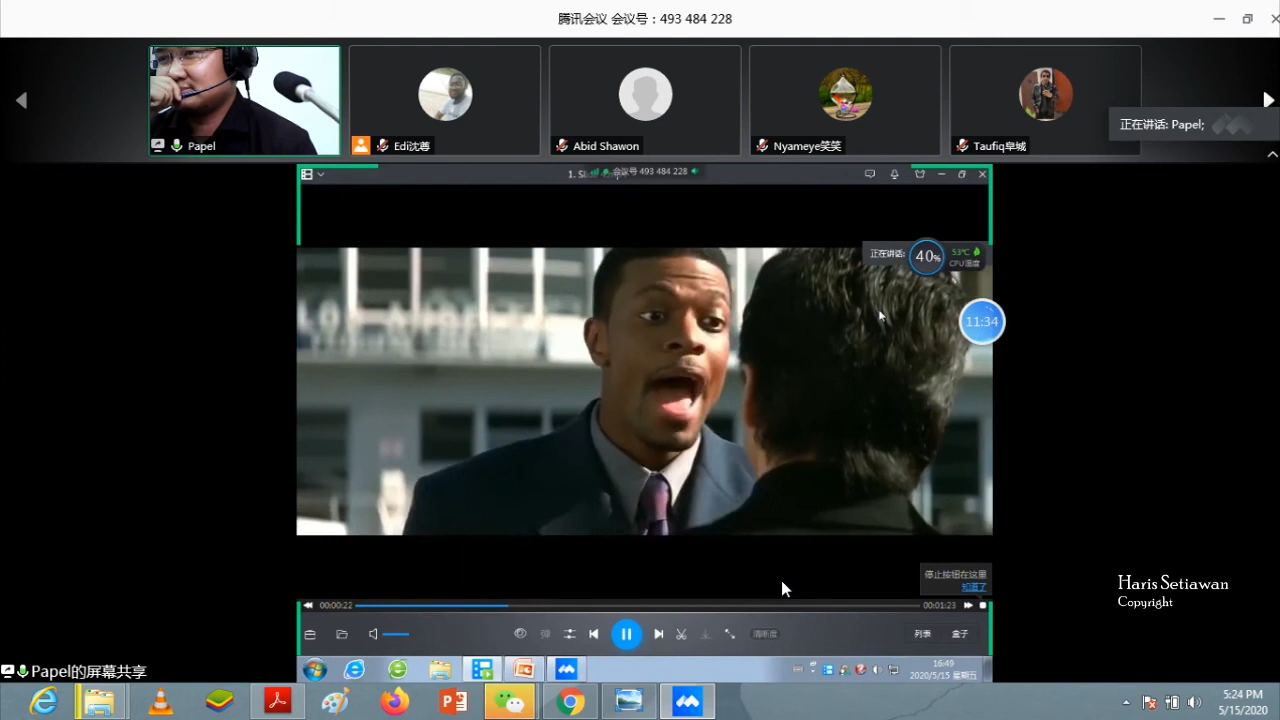 腾讯会议 会议号：493 484 228
Papel
Edi沈善
Abid Shawon
Nyameye笑笑
Taufiq皁城
正在讲话: Papel;
会议号 493 484 228
正在讲话:
40%
53℃
CPU温度
11:34
停止按钮在这里
知道了
Haris Setiawan
Copyright
00:00:22
00:01:23
清晰度
列表
盒子
16:49
2020/5/15 星期五
Papel的屏幕共享
5:24 PM
5/15/2020